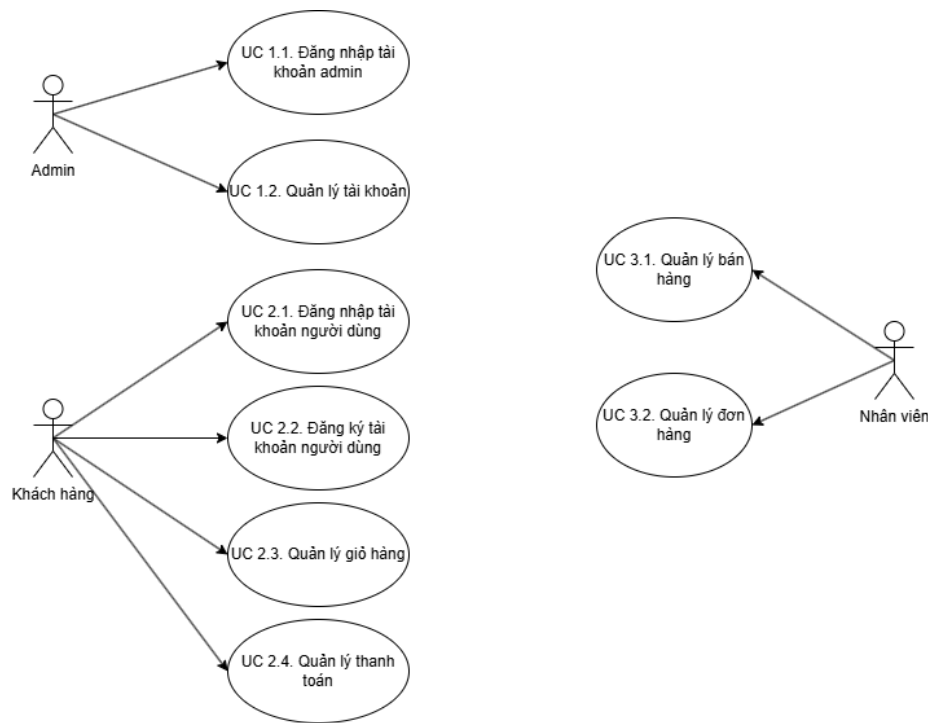 UC 1.1. Đăng nhập tài
khoản admin
Admin
UC 1.2. Quản lý tài khoản
UC 2.1. Đăng nhập tài
khoản người dùng
UC 2.2. Đăng ký tài
khoản người dùng
Khách hàng
UC 2.3. Quản lý giỏ hàng
UC 2.4. Quản lý thanh
toán
UC 3.1. Quản lý bán
hàng
UC 3.2. Quản lý đơn
hàng
Nhân viên